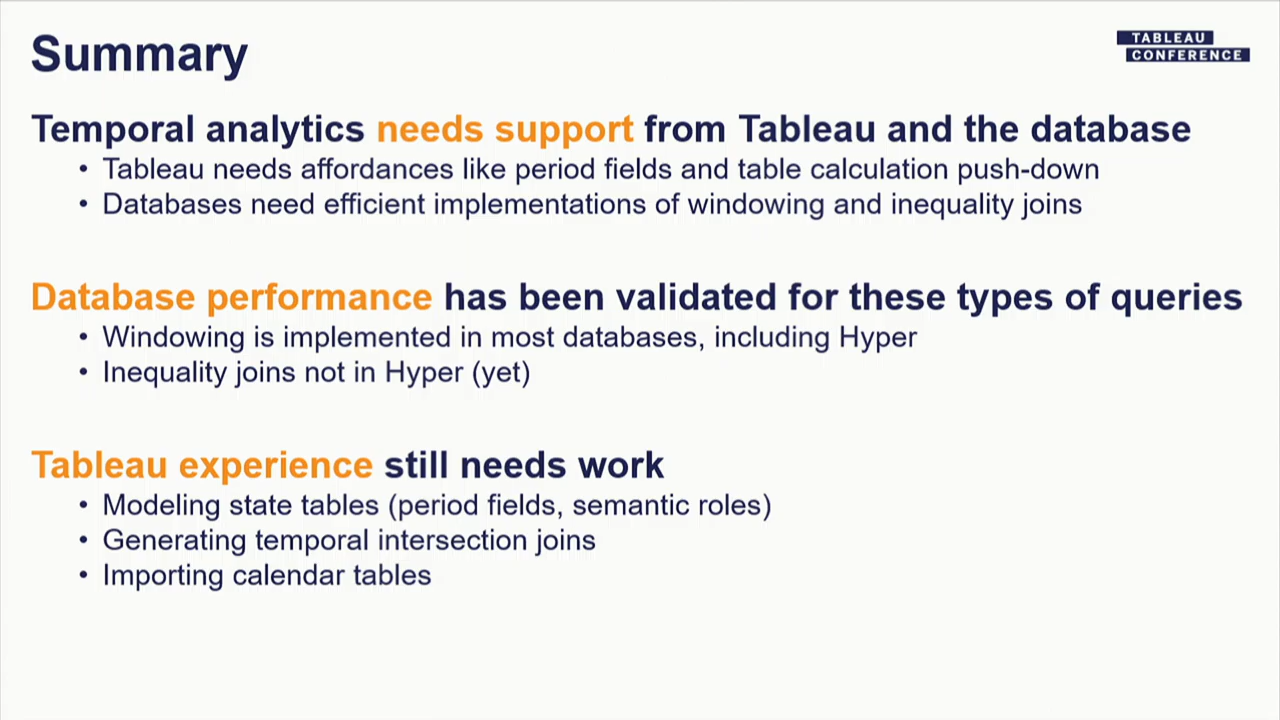 Summary
TABLEAU
CONFERENCE
Temporal analytics needs support from Tableau and the database
• Tableau needs affordances like period fields and table calculation push-down
• Databases need efficient implementations of windowing and inequality joins
Database performance has been validated for these types of queries
• Windowing is implemented in most databases, including Hyper
• Inequality joins not in Hyper (yet)
Tableau experience still needs work
• Modeling state tables (period fields, semantic roles)
• Generating temporal intersection joins
• Importing calendar tables